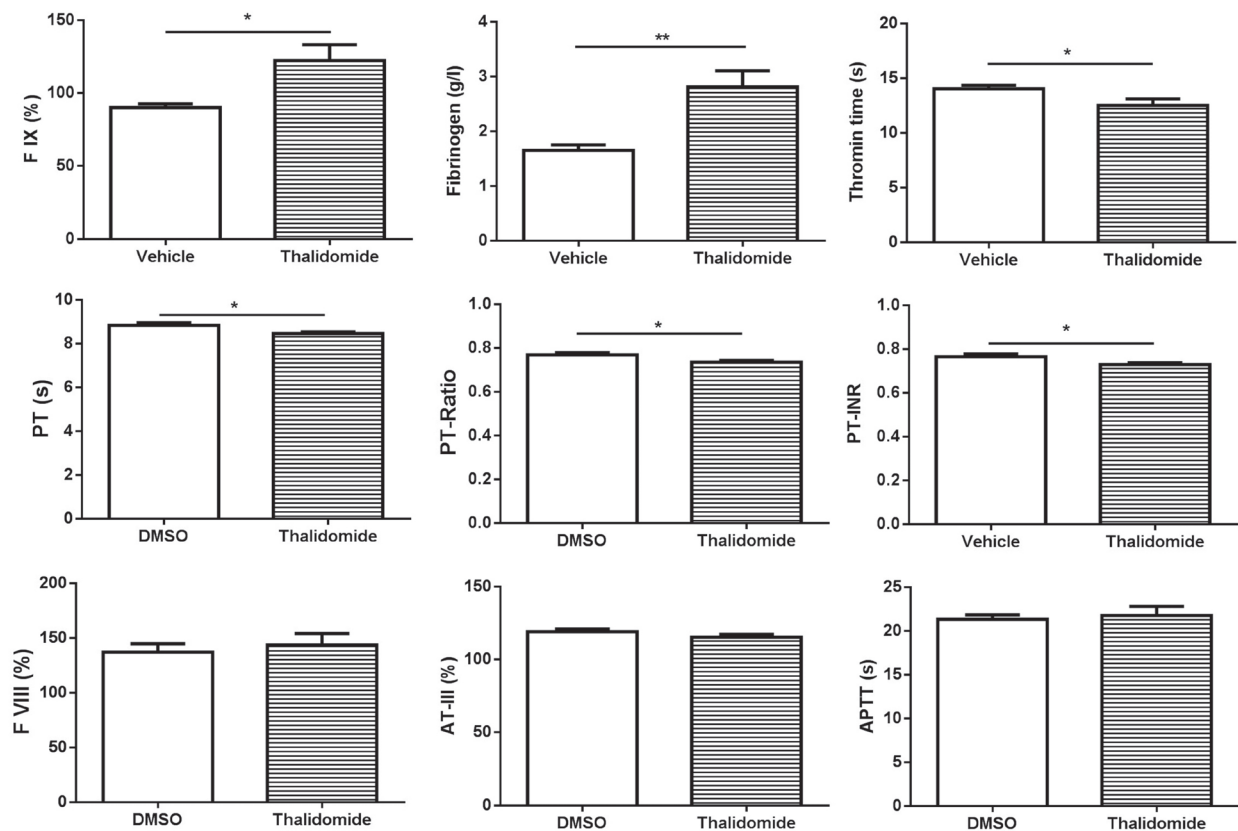 F IX (%)
150
100
50
0
*
Vehicle
Thalidomide
Fibrinogen (g/l)
4
3
2
1
0
**
Vehicle
Thalidomide
Thromin time (s)
20
15
10
5
0
*
Vehicle
Thalidomide
PT (s)
10
8
6
4
2
0
*
DMSO
Thalidomide
PT-Ratio
1.0
0.8
0.6
0.4
0.2
0.0
*
DMSO
Thalidomide
PT-INR
1.0
0.8
0.6
0.4
0.2
0.0
*
Vehicle
Thalidomide
F VIII (%)
200
150
100
50
0
DMSO
Thalidomide
AT-III (%)
150
100
50
0
DMSO
Thalidomide
APTT (s)
25
20
15
10
5
0
DMSO
Thalidomide